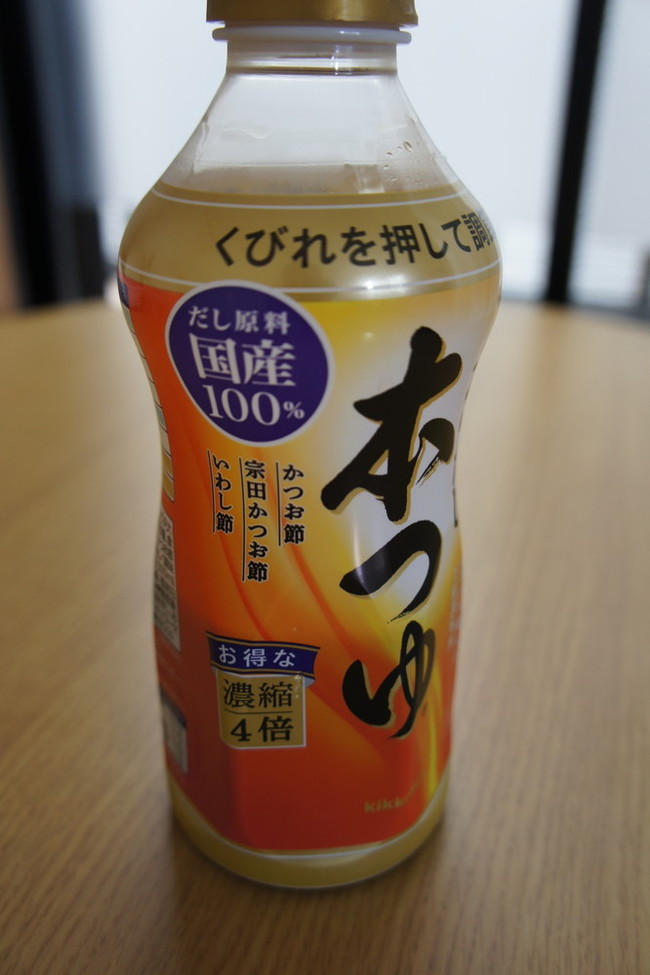 くびれを押して調
だし原料
国産
100%
本つゆ
かつお節
宗田かつお節
いわし節
お得な
濃縮
4倍